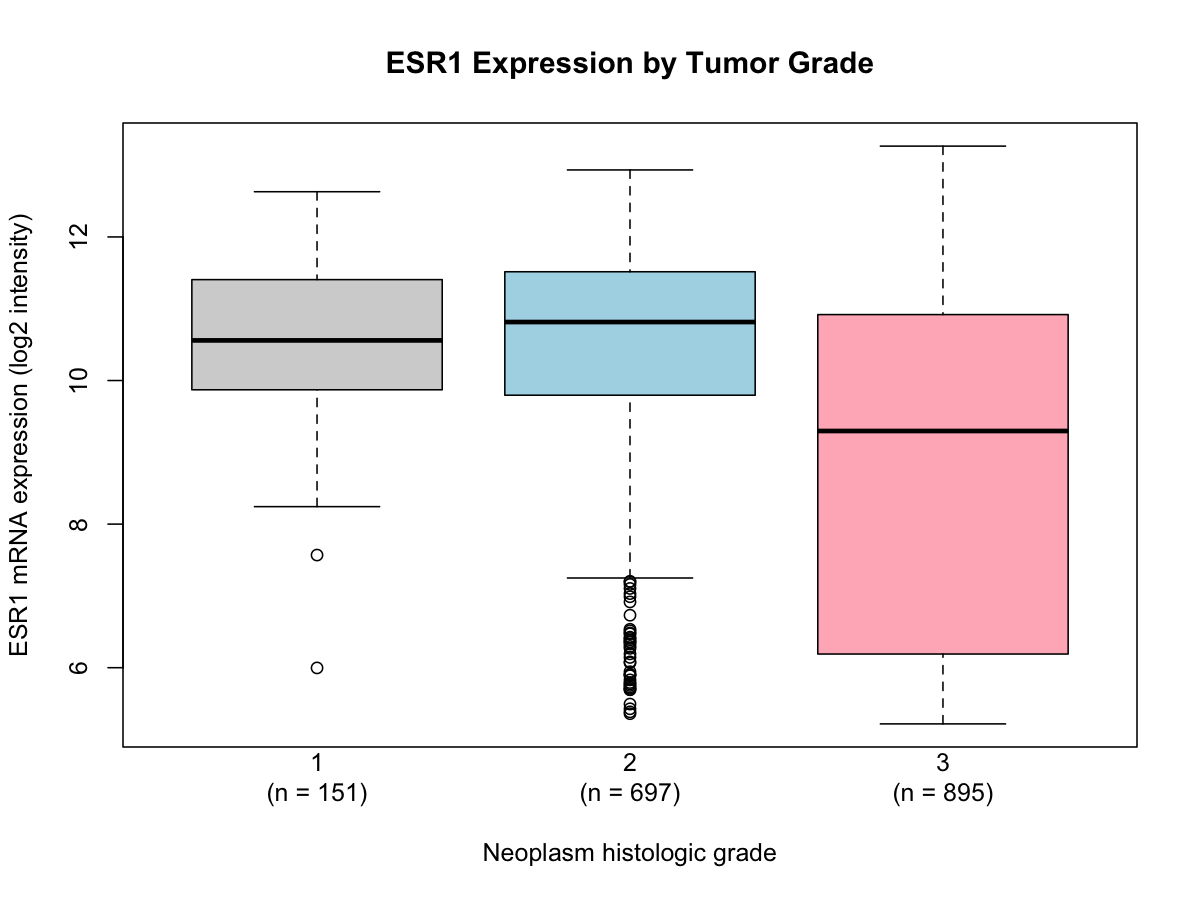 ESR1 Expression by Tumor Grade
ESR1 mRNA expression (log2 intensity)
12
10
8
6
1
(n = 151)
2
(n = 697)
3
(n = 895)
Neoplasm histologic grade